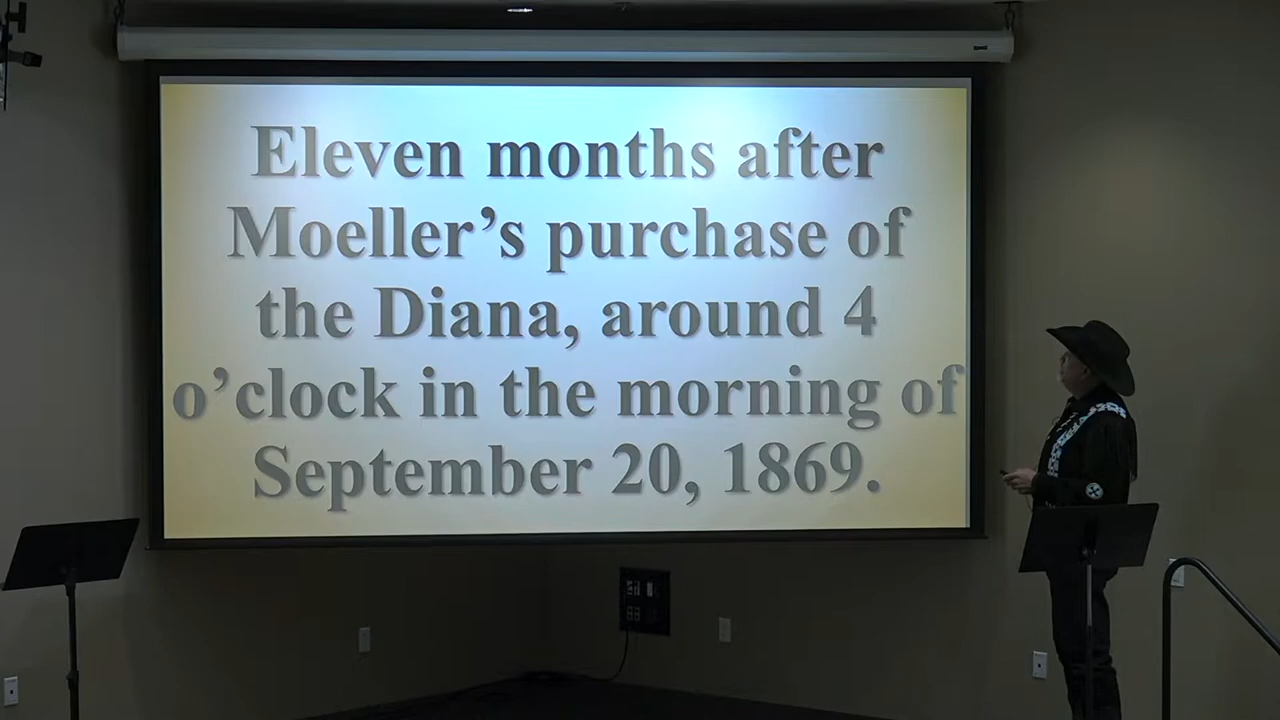 Eleven months after
Moeller’s purchase of
the Diana, around 4
o’clock in the morning of
September 20, 1869.